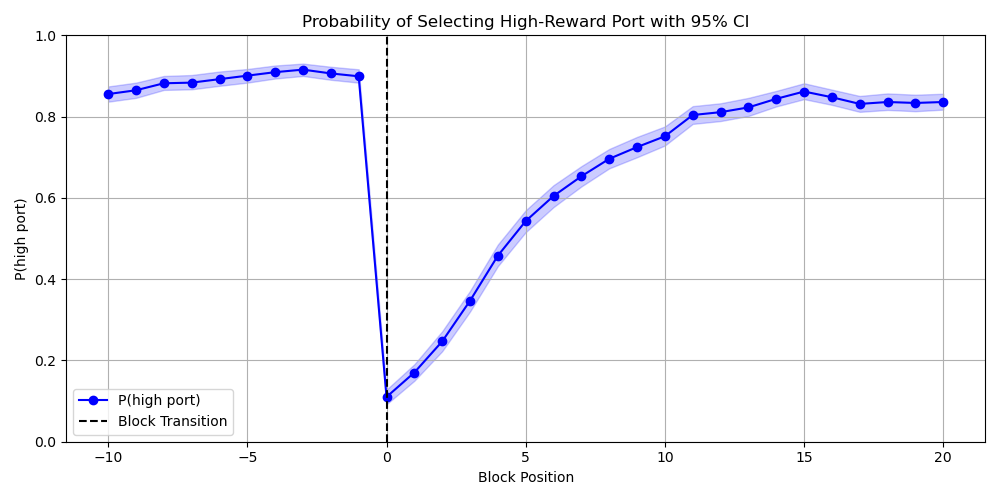 Probability of Selecting High-Reward Port with 95% CI
P(high port)
1.0
0.8
0.6
0.4
0.2
0.0
P(high port)
Block Transition
−10
−5
0
5
10
15
20
Block Position